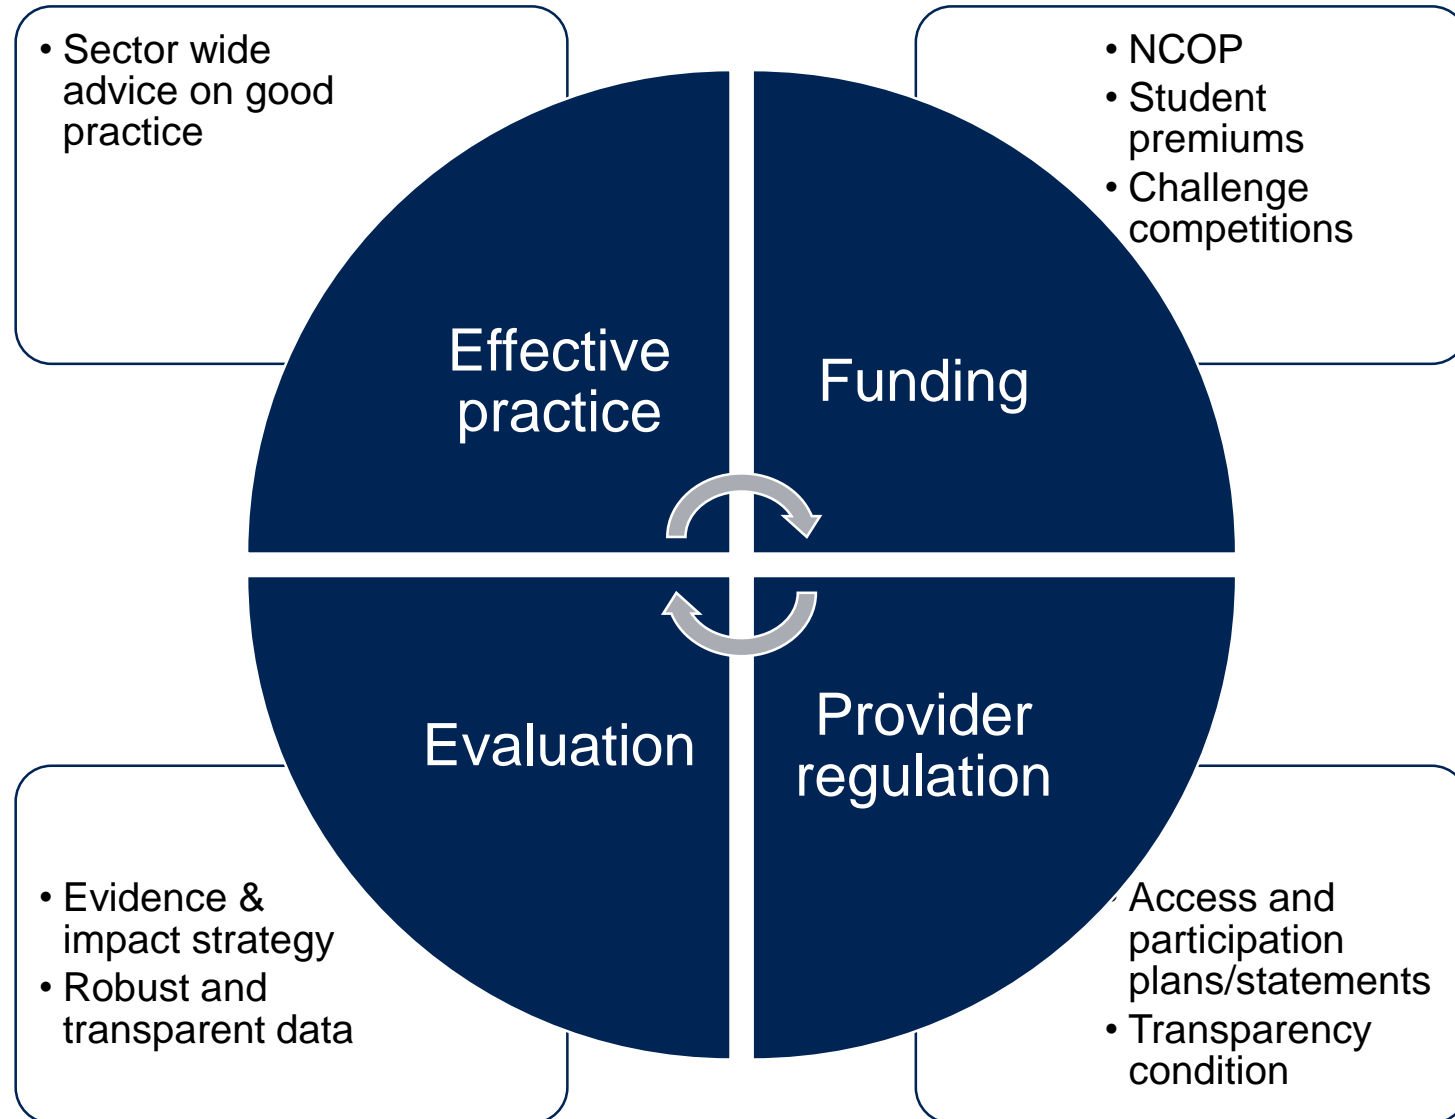 • Sector wide
advice on good
practice
• NCOP
• Student
premiums
• Challenge
competitions
Effective
practice
Funding
Evaluation
Provider
regulation
• Evidence &
impact strategy
• Robust and
transparent data
• Access and
participation
plans/statements
• Transparency
condition